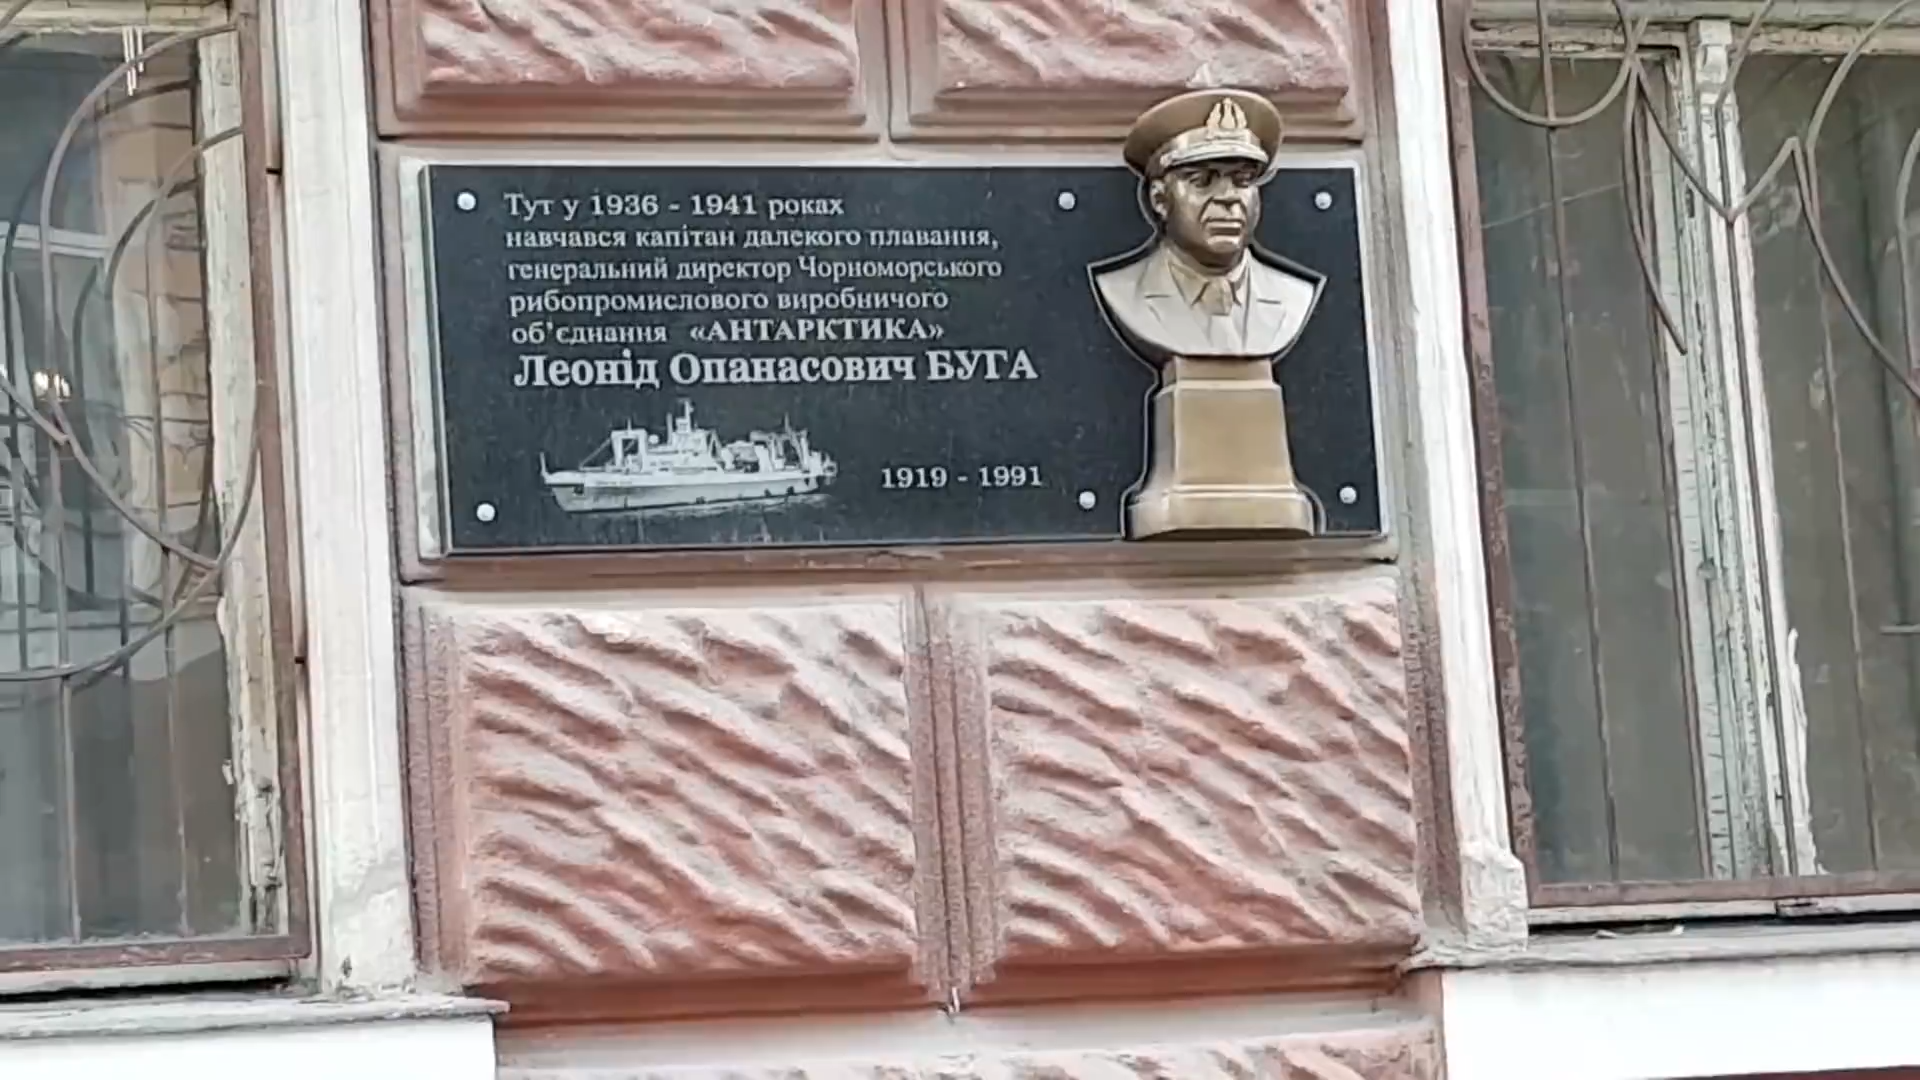 Тут у 1936 - 1941 роках
навчався капітан далекого плавання,
генеральний директор Чорноморського
рибопромислового виробничого
об'єднання «АНТАРКТИКА»
Леонід Опанасович БУГА
1919 - 1991